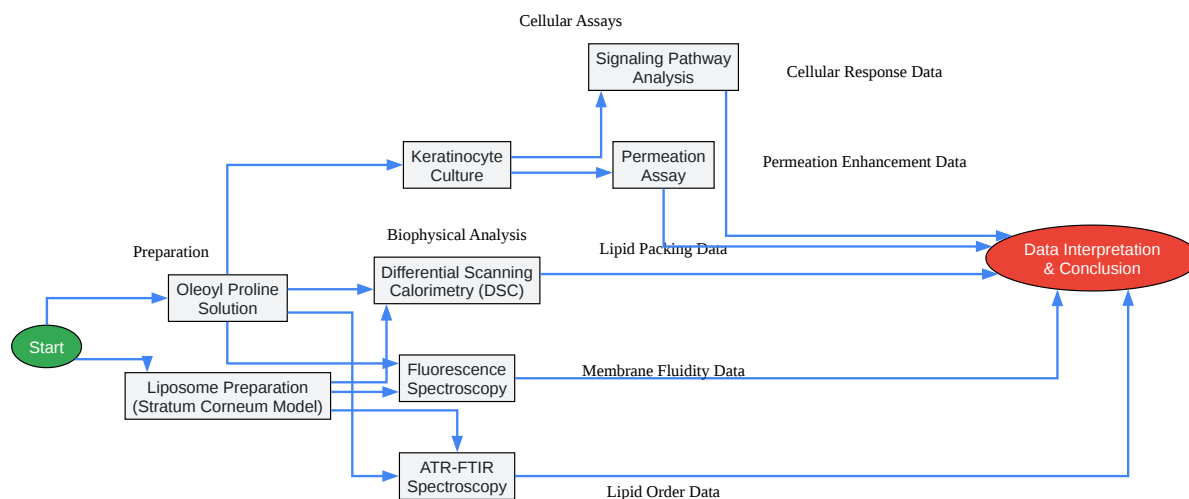 Cellular Assays
Signaling Pathway
Analysis
Cellular Response Data
Keratinocyte
Culture
Permeation
Assay
Permeation Enhancement Data
Preparation
Biophysical Analysis
Lipid Packing Data
Data Interpretation
& Conclusion
Oleoyl Proline
Solution
Differential Scanning
Calorimetry (DSC)
Start
Liposome Preparation
(Stratum Corneum Model)
Fluorescence
Spectroscopy
Membrane Fluidity Data
ATR-FTIR
Spectroscopy
Lipid Order Data